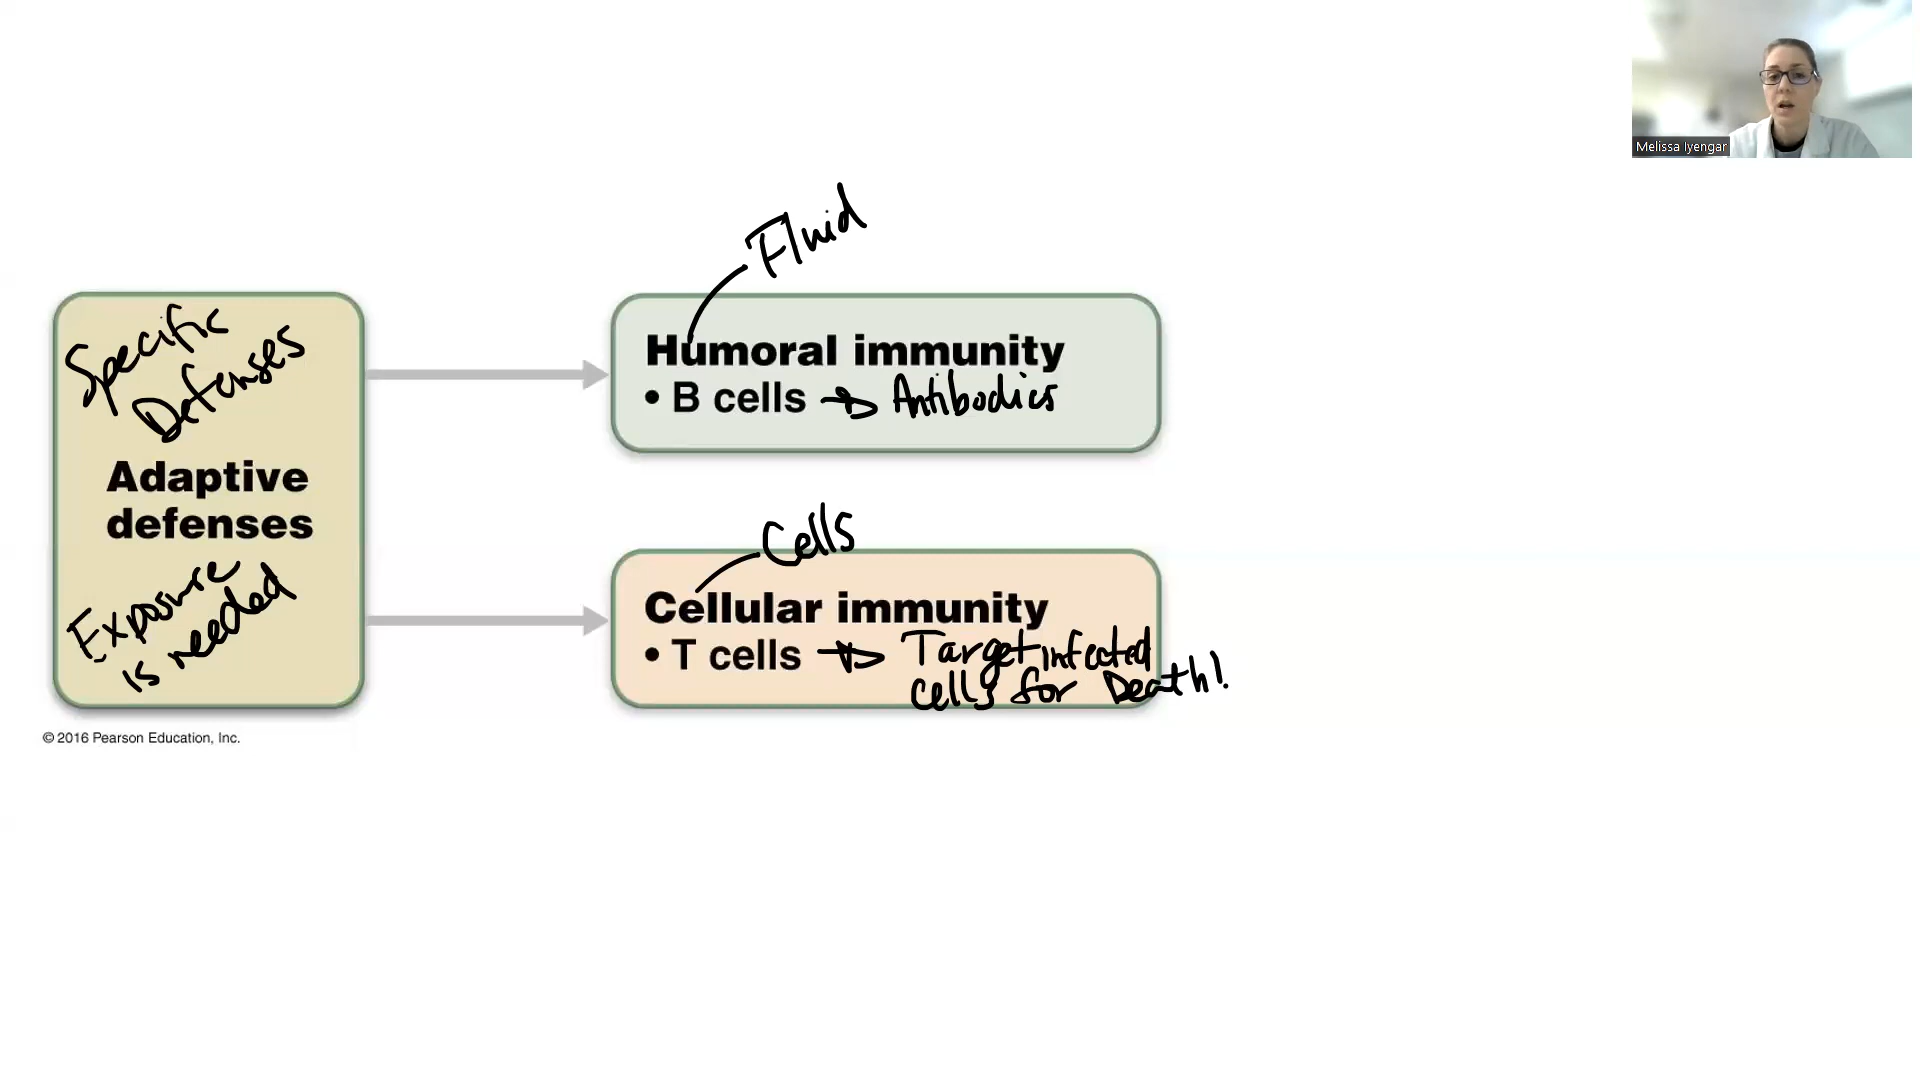 Melissa Iyengar
Fluid
Specific
Defenses
Adaptive
defenses
Exposure
is needed
Humoral immunity
• B cells → Antibodies
Cells
Cellular immunity
• T cells → Target infected
cells for Death!
© 2016 Pearson Education, Inc.